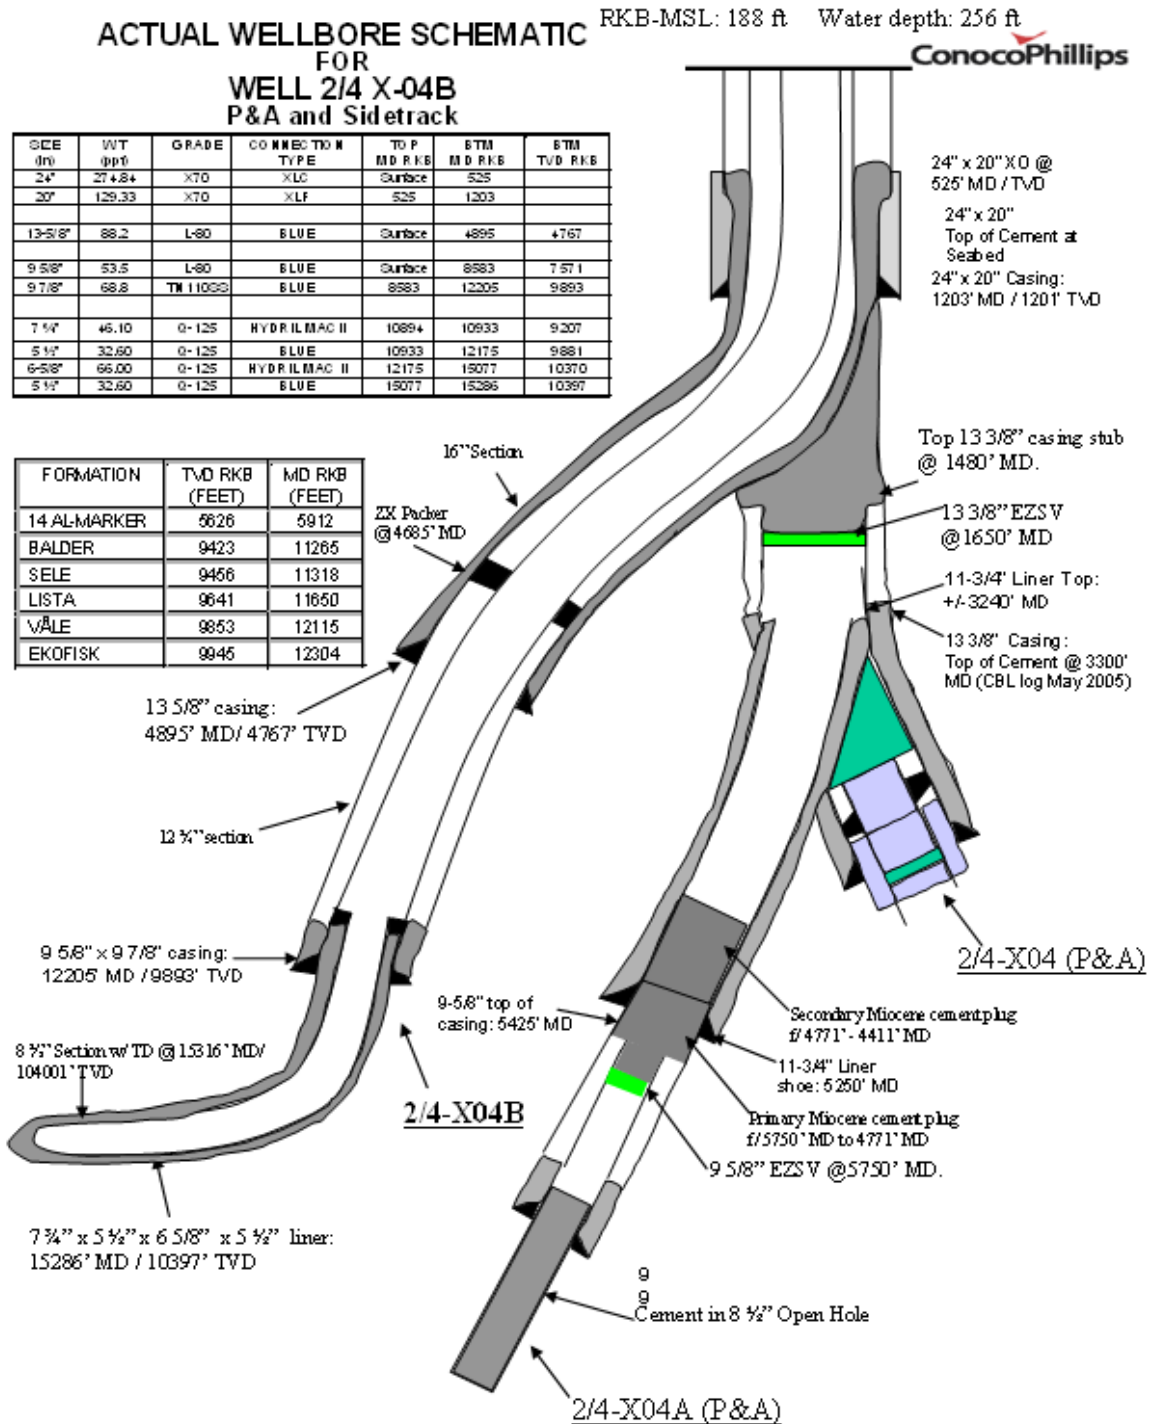 RKB-MSL: 188 ft Water depth: 256 ft
ACTUAL WELLBORE SCHEMATIC
FOR
WELL 2/4 X-04B
P&A and Sidetrack
ConocoPhillips
SIZE (in) WT (ppf) GRADE CONNECTION TYPE TOP MD RKB BTM MD RKB BTM TVD RKB
24" 274.84 X70 XLC Surface 525
20" 129.33 X70 XLF 525 1203
13-5/8" 88.2 L-80 BLUE Surface 4895 4767
9 5/8" 53.5 L-80 BLUE Surface 8583 7571
9 7/8" 68.8 TN 110SS BLUE 8583 12205 9893
7 ¾" 46.10 Q-125 HYDRIL MAC II 10894 10933 9207
5 ½" 32.60 Q-125 BLUE 10933 12175 9881
6-5/8" 66.00 Q-125 HYDRIL MAC II 12175 15077 10370
5 ½" 32.60 Q-125 BLUE 15077 15286 10397
24" x 20" XO @
525' MD / TVD
24" x 20"
Top of Cement at
Seabed
24" x 20" Casing:
1203' MD / 1201' TVD
FORMATION TVD RKB (FEET) MD RKB (FEET)
14 AL-MARKER 5626 5912
BALDER 9423 11265
SELE 9456 11318
LISTA 9641 11650
VÅLE 9853 12115
EKOFISK 9945 12304
16" Section
ZX Packer
@4685' MD
Top 13 3/8" casing stub
@ 1480' MD.
13 3/8" EZSV
@1650' MD
11-3/4" Liner Top:
+/-3240' MD
13 3/8" Casing:
Top of Cement @ 3300'
MD (CBL log May 2005)
13 5/8" casing:
4895' MD/ 4767' TVD
12 ¼" section
9 5/8" x 9 7/8" casing:
12205' MD / 9893' TVD
2/4-X04 (P&A)
9-5/8" top of
casing: 5425' MD
Secondary Miocene cement plug
f/ 4771' - 4411' MD
8 ½" Section w/ TD @ 15316' MD/
104001' TVD
11-3/4" Liner
shoe: 5250' MD
2/4-X04B
Primary Miocene cement plug
f/ 5750' MD to 4771' MD
9 5/8" EZSV @5750' MD.
7 ¾" x 5 ½" x 6 5/8" x 5 ½" liner:
15286' MD / 10397' TVD
9
9
Cement in 8 ½" Open Hole
2/4-X04A (P&A)